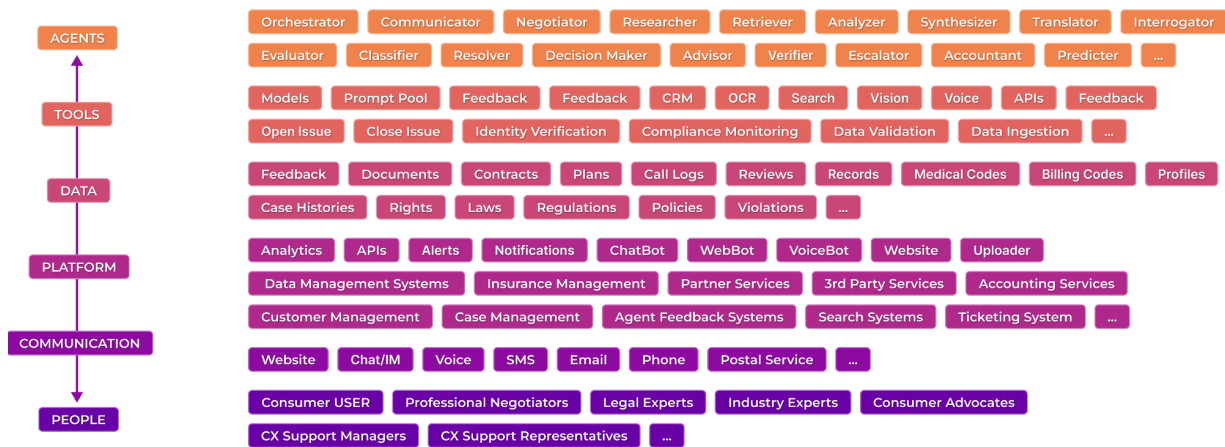 AGENTS
Orchestrator Communicator Negotiator Researcher Retriever Analyzer Synthesizer Translator Interrogator
Evaluator Classifier Resolver Decision Maker Advisor Verifier Escalator Accountant Predicter ...
TOOLS
Models Prompt Pool Feedback Feedback CRM OCR Search Vision Voice APIs Feedback
Open Issue Close Issue Identity Verification Compliance Monitoring Data Validation Data Ingestion ...
DATA
Feedback Documents Contracts Plans Call Logs Reviews Records Medical Codes Billing Codes Profiles
Case Histories Rights Laws Regulations Policies Violations ...
PLATFORM
Analytics APIs Alerts Notifications ChatBot WebBot VoiceBot Website Uploader
Data Management Systems Insurance Management Partner Services 3rd Party Services Accounting Services
Customer Management Case Management Agent Feedback Systems Search Systems Ticketing System ...
COMMUNICATION
Website Chat/IM Voice SMS Email Phone Postal Service ...
PEOPLE
Consumer USER Professional Negotiators Legal Experts Industry Experts Consumer Advocates
CX Support Managers CX Support Representatives ...